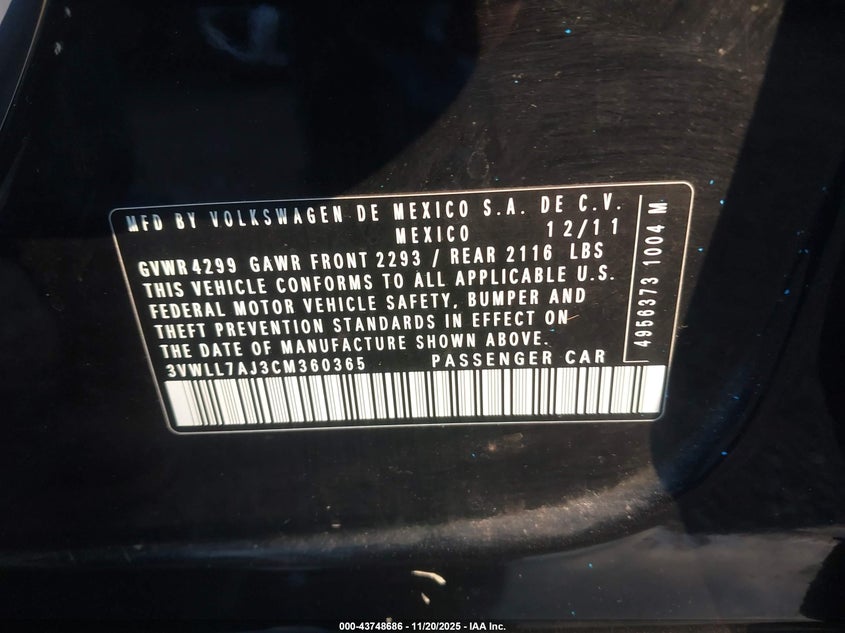 MFD BY VOLKSWAGEN DE MEXICO S.A. DE C.V.
MEXICO 12/11
GVWR 4299 GAWR FRONT 2293 / REAR 2116 LBS
THIS VEHICLE CONFORMS TO ALL APPLICABLE U.S.
FEDERAL MOTOR VEHICLE SAFETY, BUMPER AND
THEFT PREVENTION STANDARDS IN EFFECT ON
THE DATE OF MANUFACTURE SHOWN ABOVE.
3VWLL7AJ3CM360365 PASSENGER CAR
4956373 1004 M
000-43748686 - 11/20/2025 - IAA Inc.